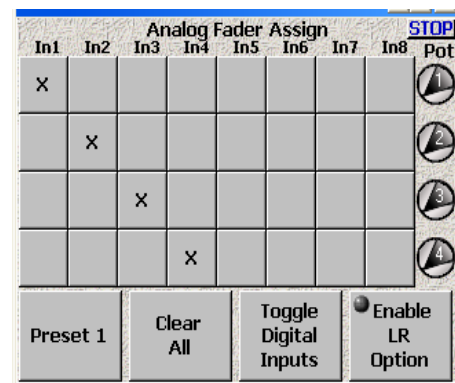 Analog Fader Assign
STOP
In1 In2 In3 In4 In5 In6 In7 In8 Pot
X
1
X
2
X
3
X
4
Preset 1
Clear
All
Toggle
Digital
Inputs
Enable
LR
Option